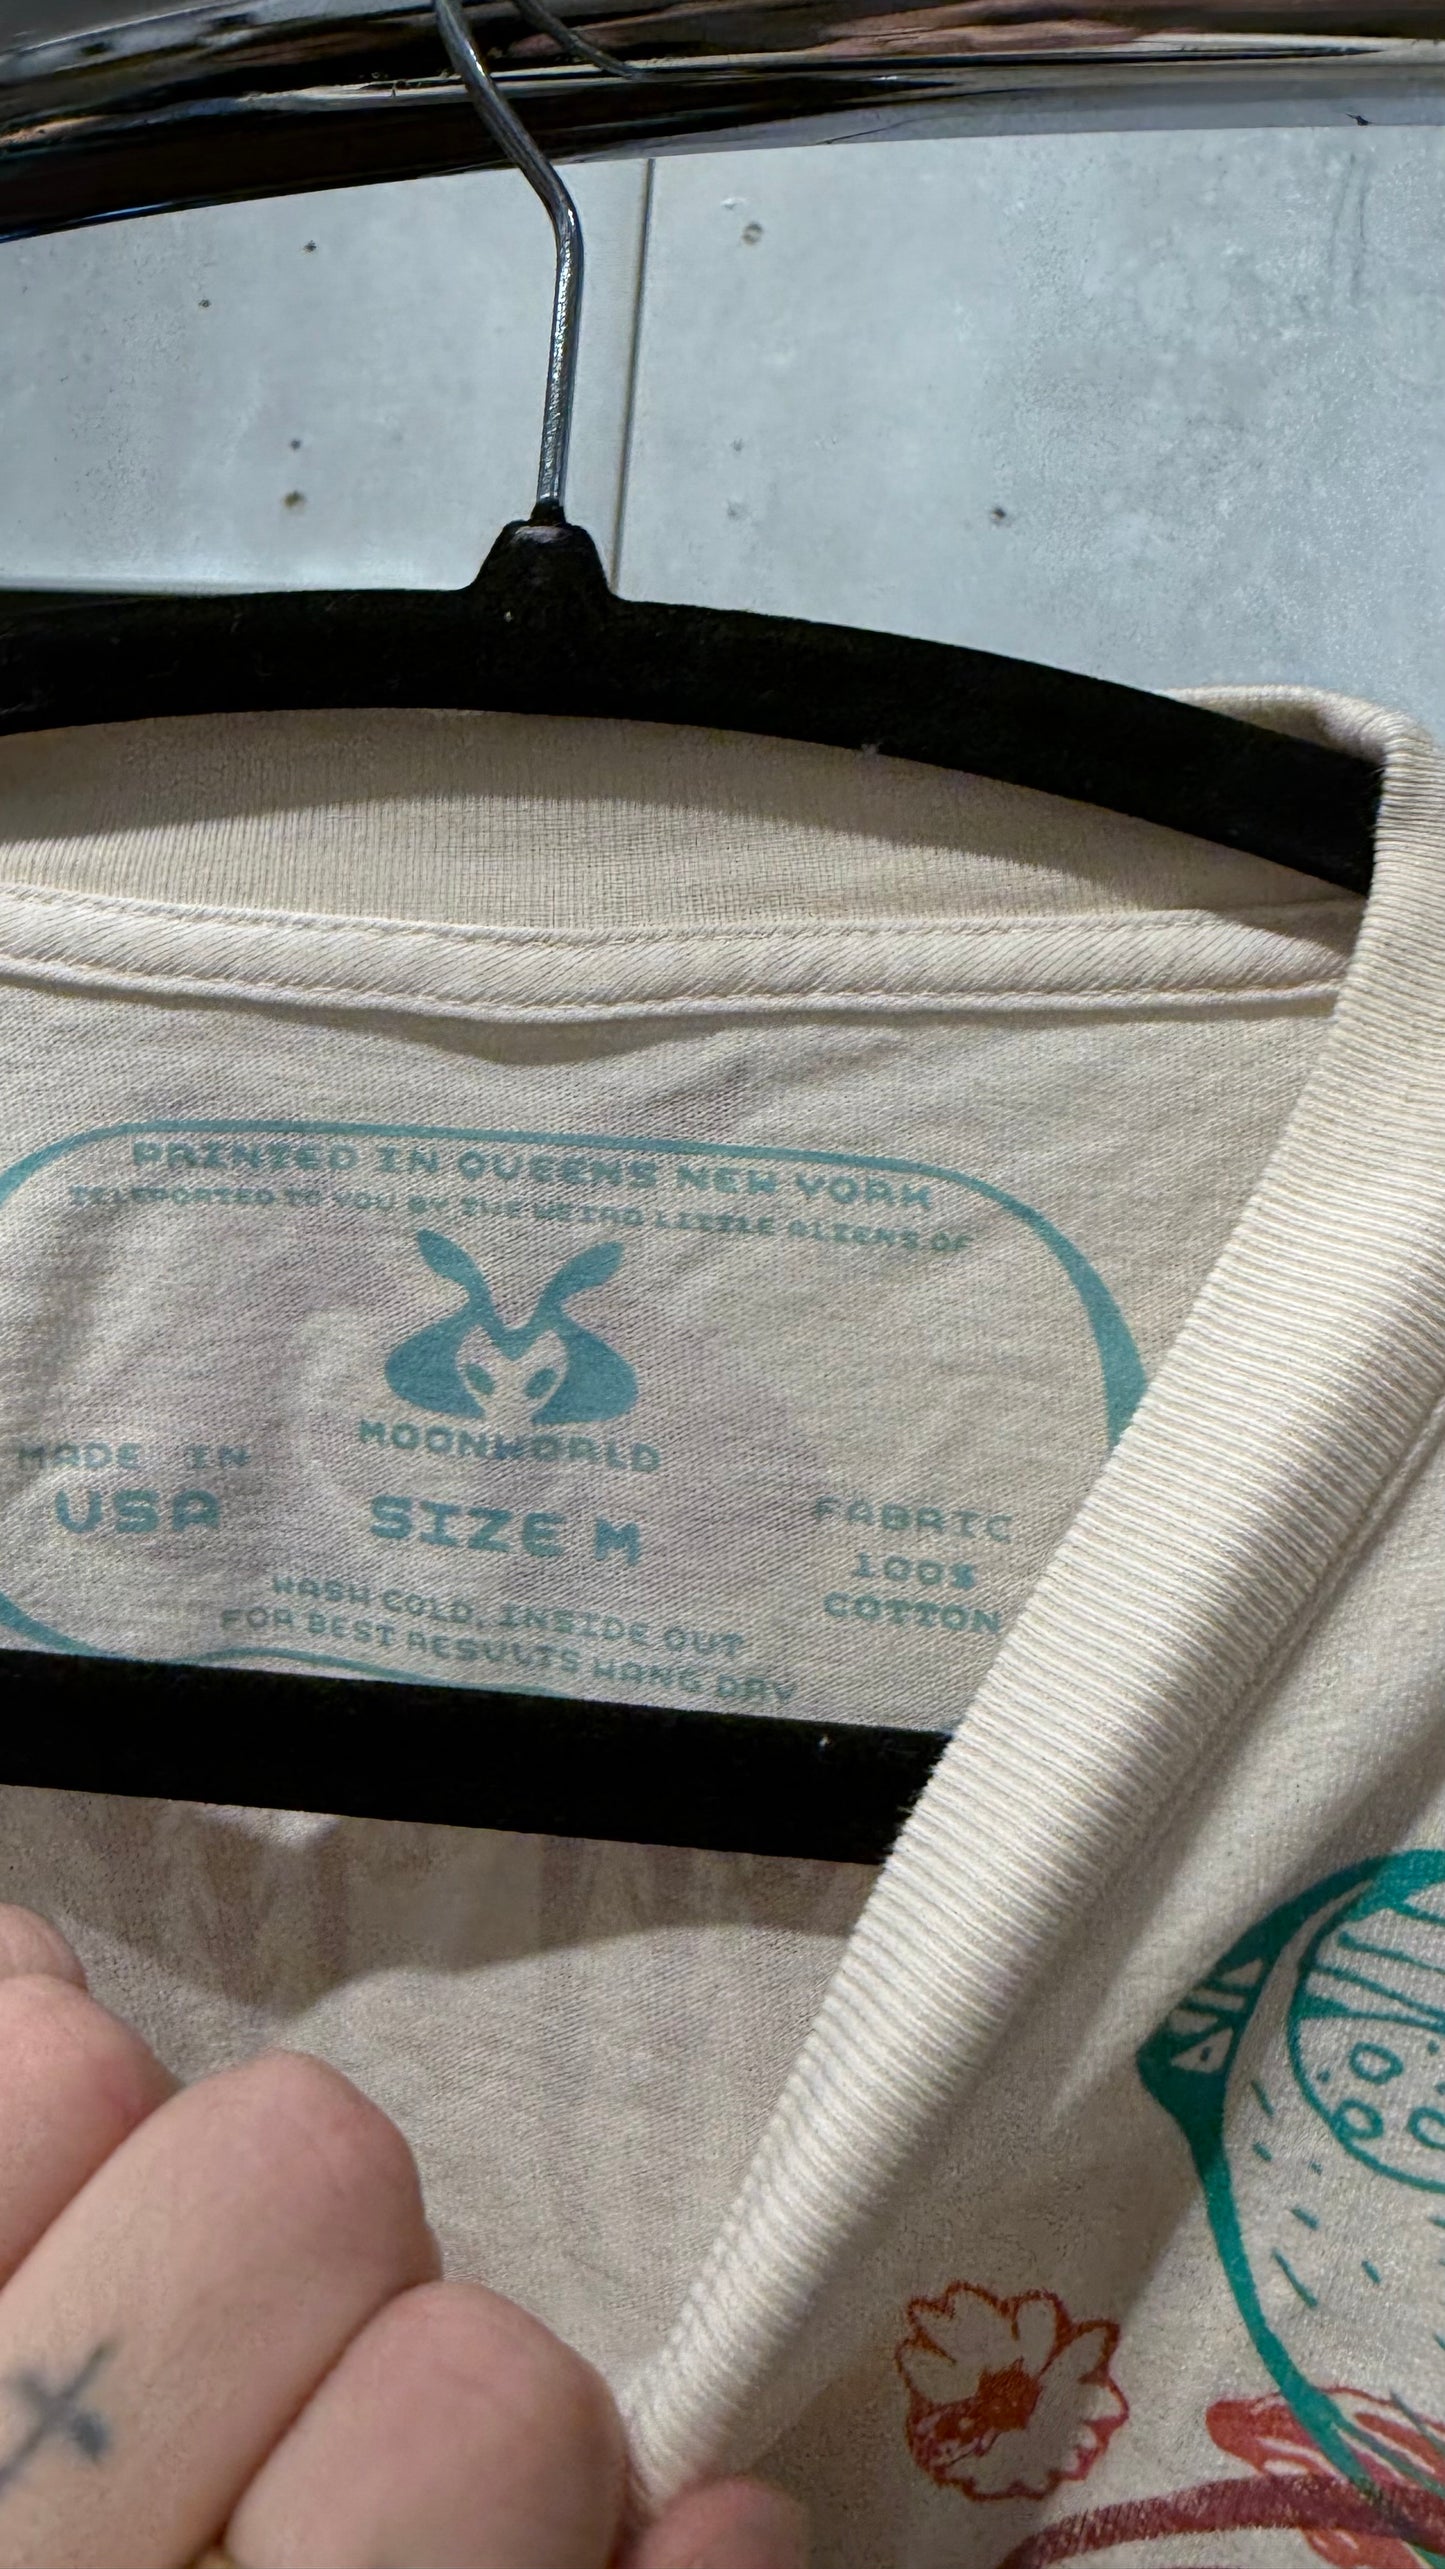 PRINTED IN QUEENS NEW YORK
TELEPORTED TO YOU BY THE WEIRD LITTLE ALIENS OF
MOONWORLD
MADE IN
USA
SIZE M
FABRIC
100%
COTTON
WASH COLD, INSIDE OUT
FOR BEST RESULTS HANG DRY